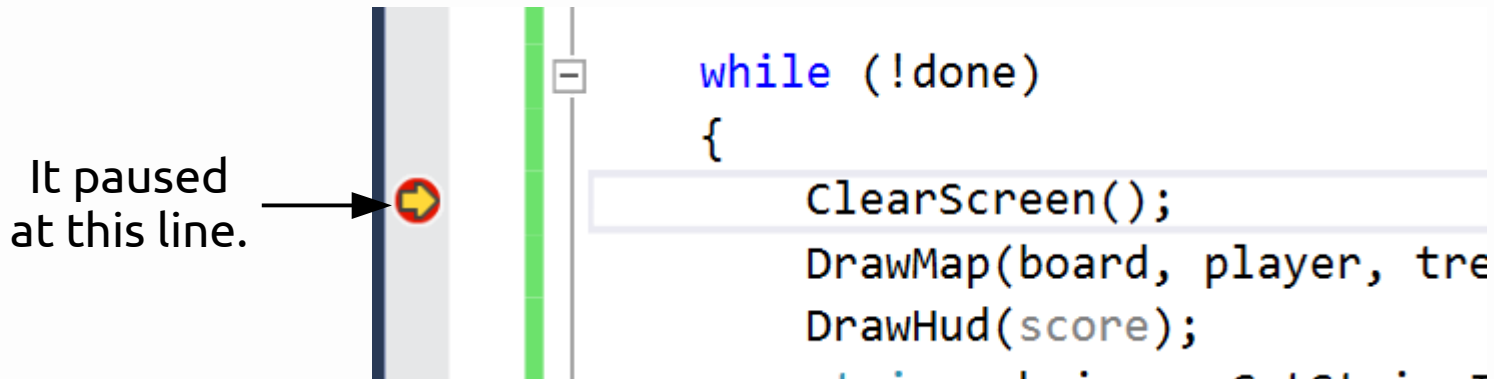 while (!done)
{
It paused
at this line.
ClearScreen();
DrawMap(board, player, tre
DrawHud(score);